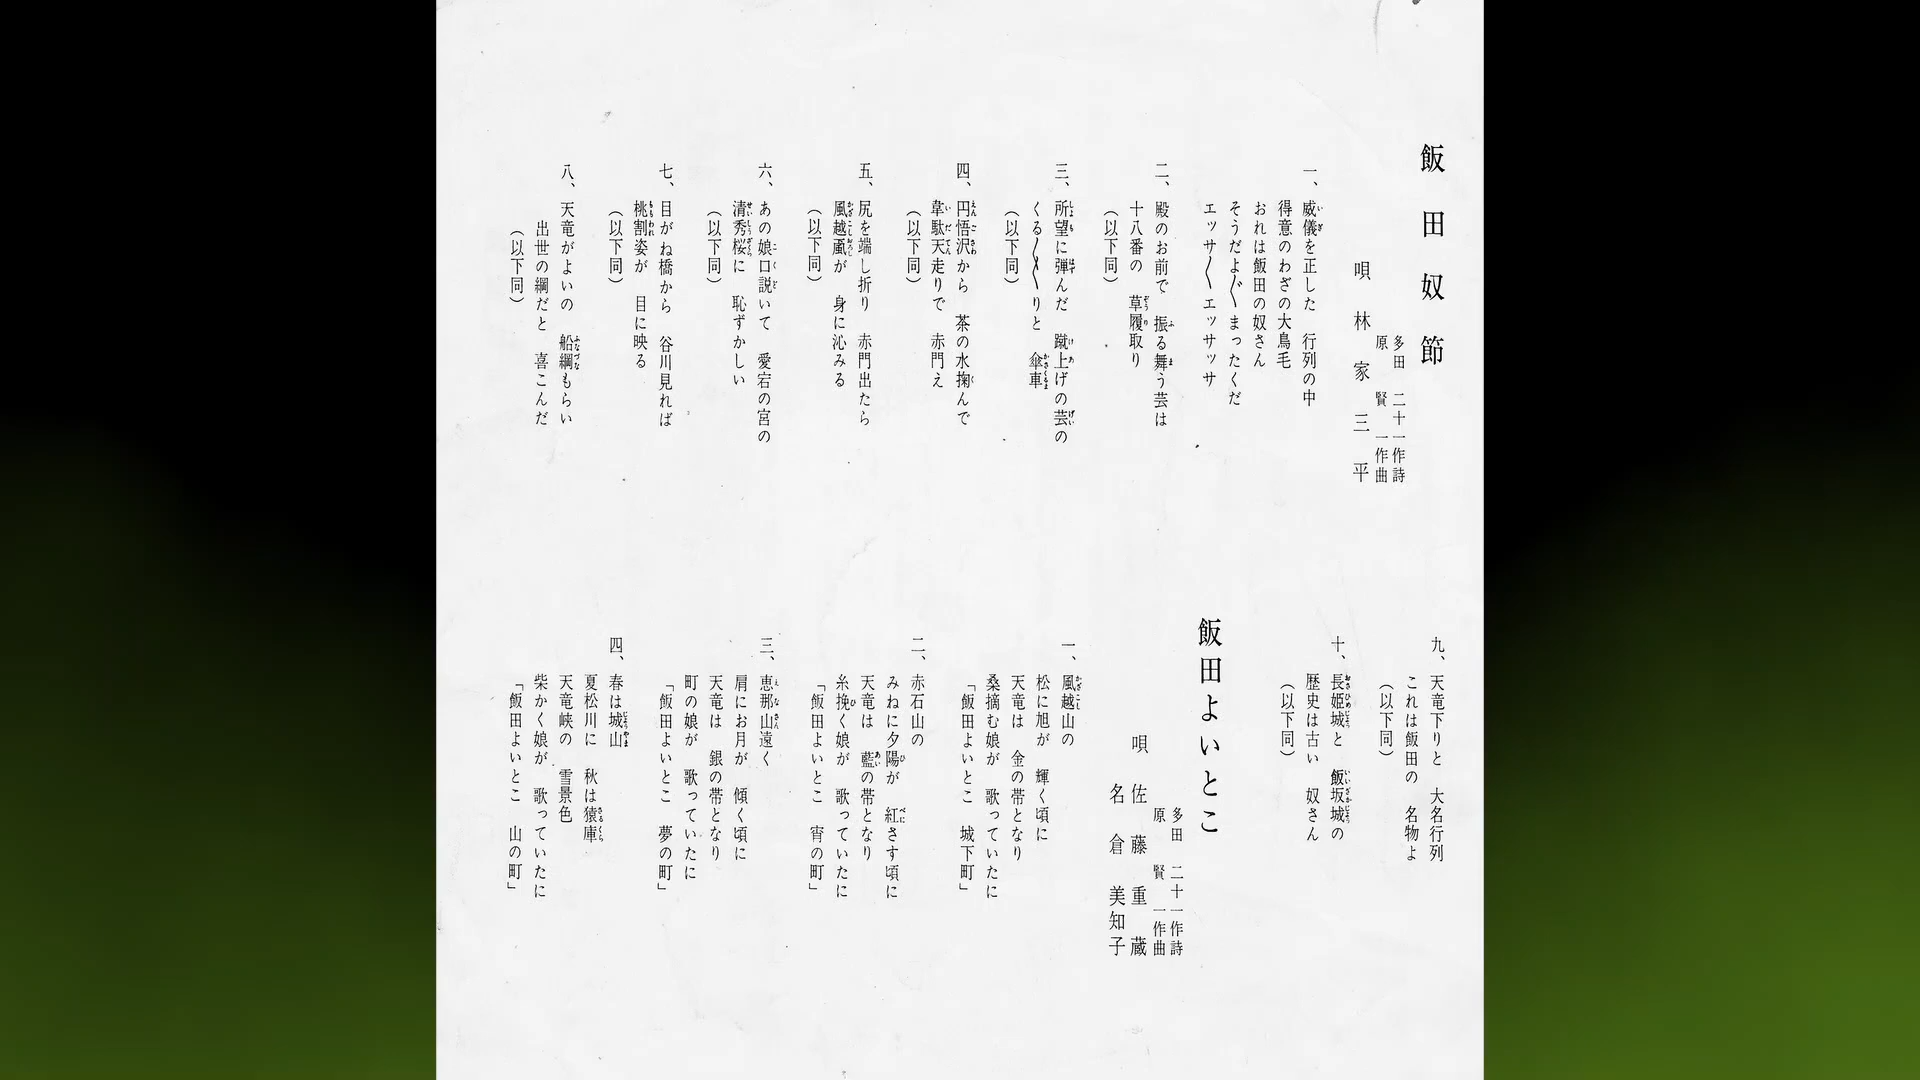 飯田奴節
多田 二十一作詩
原 賢一作曲
唄 林家三平
一、威儀を正した 行列の中
得意のわざの大鳥毛
おれは飯田の奴さん
そうだよ〴〵まったくだ
エッサ〱エッサッサ
二、殿のお前で 振る舞う芸は
十八番の 草履取り
(以下同)
三、所望に弾んだ 蹴上げの芸の
くる〱〱りと 傘車
(以下同)
四、円悟沢から 茶の水掬んで
韋駄天走りで 赤門え
(以下同)
五、尻を端し折り 赤門出たら
風越颪が 身に沁みる
(以下同)
六、あの娘口説いて 愛宕の宮の
清秀桜に 恥ずかしい
(以下同)
七、目がね橋から 谷川見れば
桃割姿が 目に映る
(以下同)
八、天竜がよいの 船綱もらい
出世の綱だと 喜こんだ
(以下同)
九、天竜下りと 大名行列
これは飯田の 名物よ
(以下同)
十、長姫城と 飯坂城の
歴史は古い 奴さん
(以下同)
飯田よいとこ
多田 二十一作詩
原 賢一作曲
唄 佐藤重蔵
名倉美知子
一、風越山の
松に旭が 輝く頃に
天竜は 金の帯となり
桑摘む娘が 歌っていたに
「飯田よいとこ 城下町」
二、赤石山の
みねに夕陽が 紅さす頃に
天竜は 藍の帯となり
糸挽く娘が 歌っていたに
「飯田よいとこ 宵の町」
三、恵那山遠く
肩にお月が 傾く頃に
天竜は 銀の帯となり
町の娘が 歌っていたに
「飯田よいとこ 夢の町」
四、春は城山
夏松川に 秋は猿庫
天竜峡の 雪景色
柴かく娘が 歌っていたに
「飯田よいとこ 山の町」